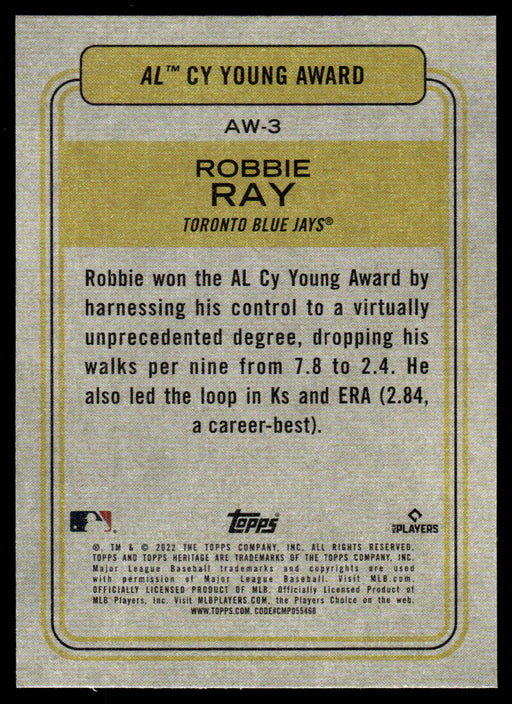 AL™ CY YOUNG AWARD
AW-3
ROBBIE
RAY
TORONTO BLUE JAYS®
Robbie won the AL Cy Young Award by
harnessing his control to a virtually
unprecedented degree, dropping his
walks per nine from 7.8 to 2.4. He
also led the loop in Ks and ERA (2.84,
a career-best).
Topps
MLB PLAYERS
®, TM & © 2022 THE TOPPS COMPANY, INC. ALL RIGHTS RESERVED.
TOPPS AND TOPPS HERITAGE ARE TRADEMARKS OF THE TOPPS COMPANY, INC.
Major League Baseball trademarks and copyrights are used
with permission of Major League Baseball. Visit MLB.com.
OFFICIALLY LICENSED PRODUCT OF MLB. Officially Licensed Product of
MLB Players, Inc. Visit MLBPLAYERS.COM, the Players Choice on the web.
WWW.TOPPS.COM. CODE#CMP055468